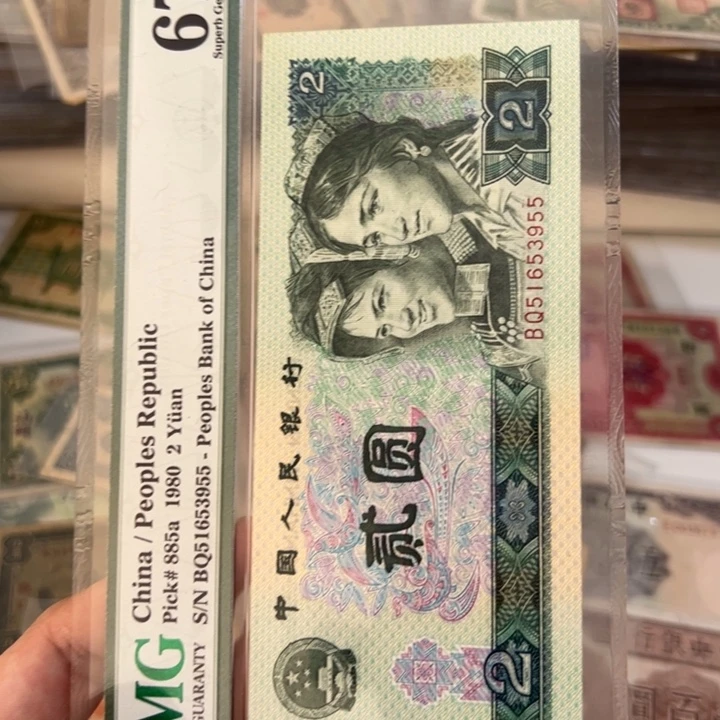 China / Peoples Republic
Pick# 885a 1980 2 Yüan
S/N BQ51653955 - Peoples Bank of China
MG
GUARANTY
67
Superb Ge
中国人民银行
贰圆
2
2
2
BQ51653955